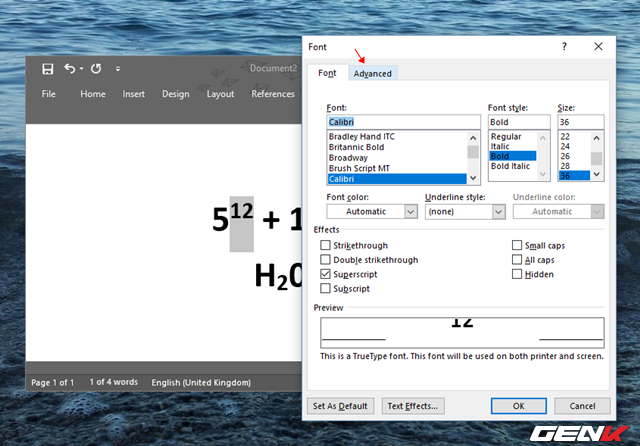 Document2
File Home Insert Design Layout References
5¹² + 1
H₂0
Page 1 of 1 1 of 4 words English (United Kingdom)
Font
? ×
Font Advanced
Font: Font style: Size:
Calibri Bold 36
Bradley Hand ITC Regular 22
Britannic Bold Italic 24
Broadway Bold 26
Brush Script MT Bold Italic 28
Calibri 36
Font color: Underline style: Underline color:
Automatic (none) Automatic
Effects
Strikethrough Small caps
Double strikethrough All caps
Superscript Hidden
Subscript
Preview
12
This is a TrueType font. This font will be used on both printer and screen.
Set As Default Text Effects... OK Cancel
GENK